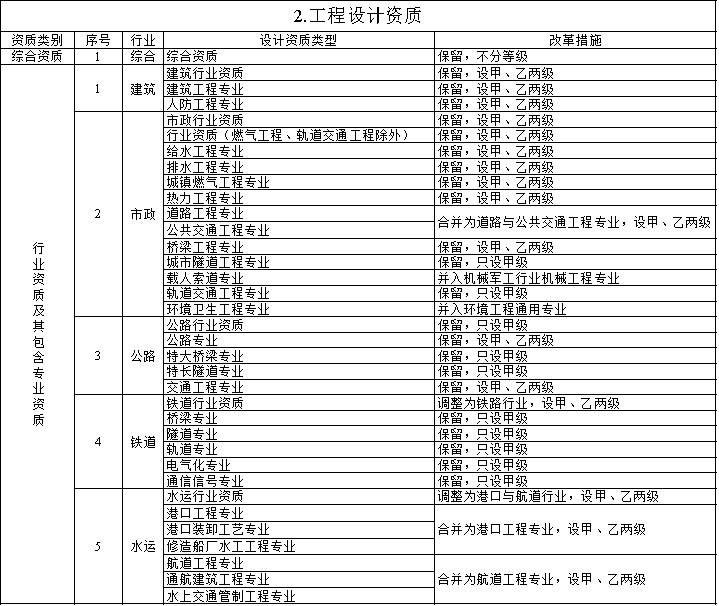 2.工程设计资质
资质类别 序号 行业 设计资质类型 改革措施
综合资质 1 综合 综合资质 保留，不分等级
行业资质及其包含专业资质
1 建筑 建筑行业资质 保留，设甲、乙两级
建筑工程专业 保留，设甲、乙两级
人防工程专业 保留，设甲、乙两级
2 市政 市政行业资质 保留，设甲、乙两级
行业资质（燃气工程、轨道交通工程除外） 保留，设甲、乙两级
给水工程专业 保留，设甲、乙两级
排水工程专业 保留，设甲、乙两级
城镇燃气工程专业 保留，设甲、乙两级
热力工程专业 保留，设甲、乙两级
道路工程专业 合并为道路与公共交通工程专业，设甲、乙两级
公共交通工程专业
桥梁工程专业 保留，设甲、乙两级
城市隧道工程专业 保留，只设甲级
载人索道专业 并入机械军工行业机械工程专业
轨道交通工程专业 保留，只设甲级
环境卫生工程专业 并入环境工程通用专业
3 公路 公路行业资质 保留，只设甲级
公路专业 保留，设甲、乙两级
特大桥梁专业 保留，只设甲级
特长隧道专业 保留，只设甲级
交通工程专业 保留，设甲、乙两级
4 铁道 铁道行业资质 调整为铁路行业，设甲、乙两级
桥梁专业 保留，只设甲级
隧道专业 保留，只设甲级
轨道专业 保留，只设甲级
电气化专业 保留，只设甲级
通信信号专业 保留，只设甲级
5 水运 水运行业资质 调整为港口与航道行业，设甲、乙两级
港口工程专业 合并为港口工程专业，设甲、乙两级
港口装卸工艺专业
修造船厂水工工程专业
航道工程专业 合并为航道工程专业，设甲、乙两级
通航建筑工程专业
水上交通管制工程专业